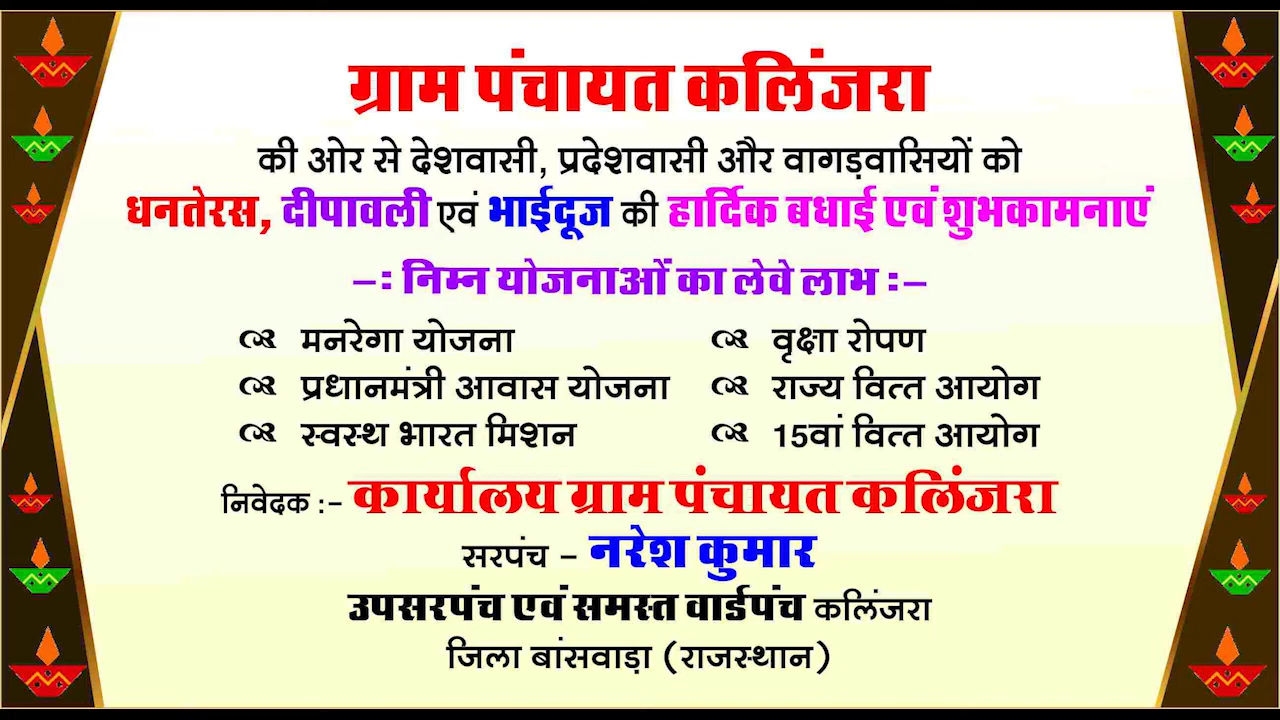 ग्राम पंचायत कलिंजरा
की ओर से देशवासी, प्रदेशवासी और वागड़वासियों को
धनतेरस, दीपावली एवं भाईदूज की हार्दिक बधाई एवं शुभकामनाएं
-: निम्न योजनाओं का लेवे लाभ :-
मनरेगा योजना
वृक्षा रोपण
प्रधानमंत्री आवास योजना
राज्य वित्त आयोग
स्वस्थ भारत मिशन
15वां वित्त आयोग
निवेदक :- कार्यालय ग्राम पंचायत कलिंजरा
सरपंच - नरेश कुमार
उपसरपंच एवं समस्त वार्डपंच कलिंजरा
जिला बांसवाड़ा (राजस्थान)